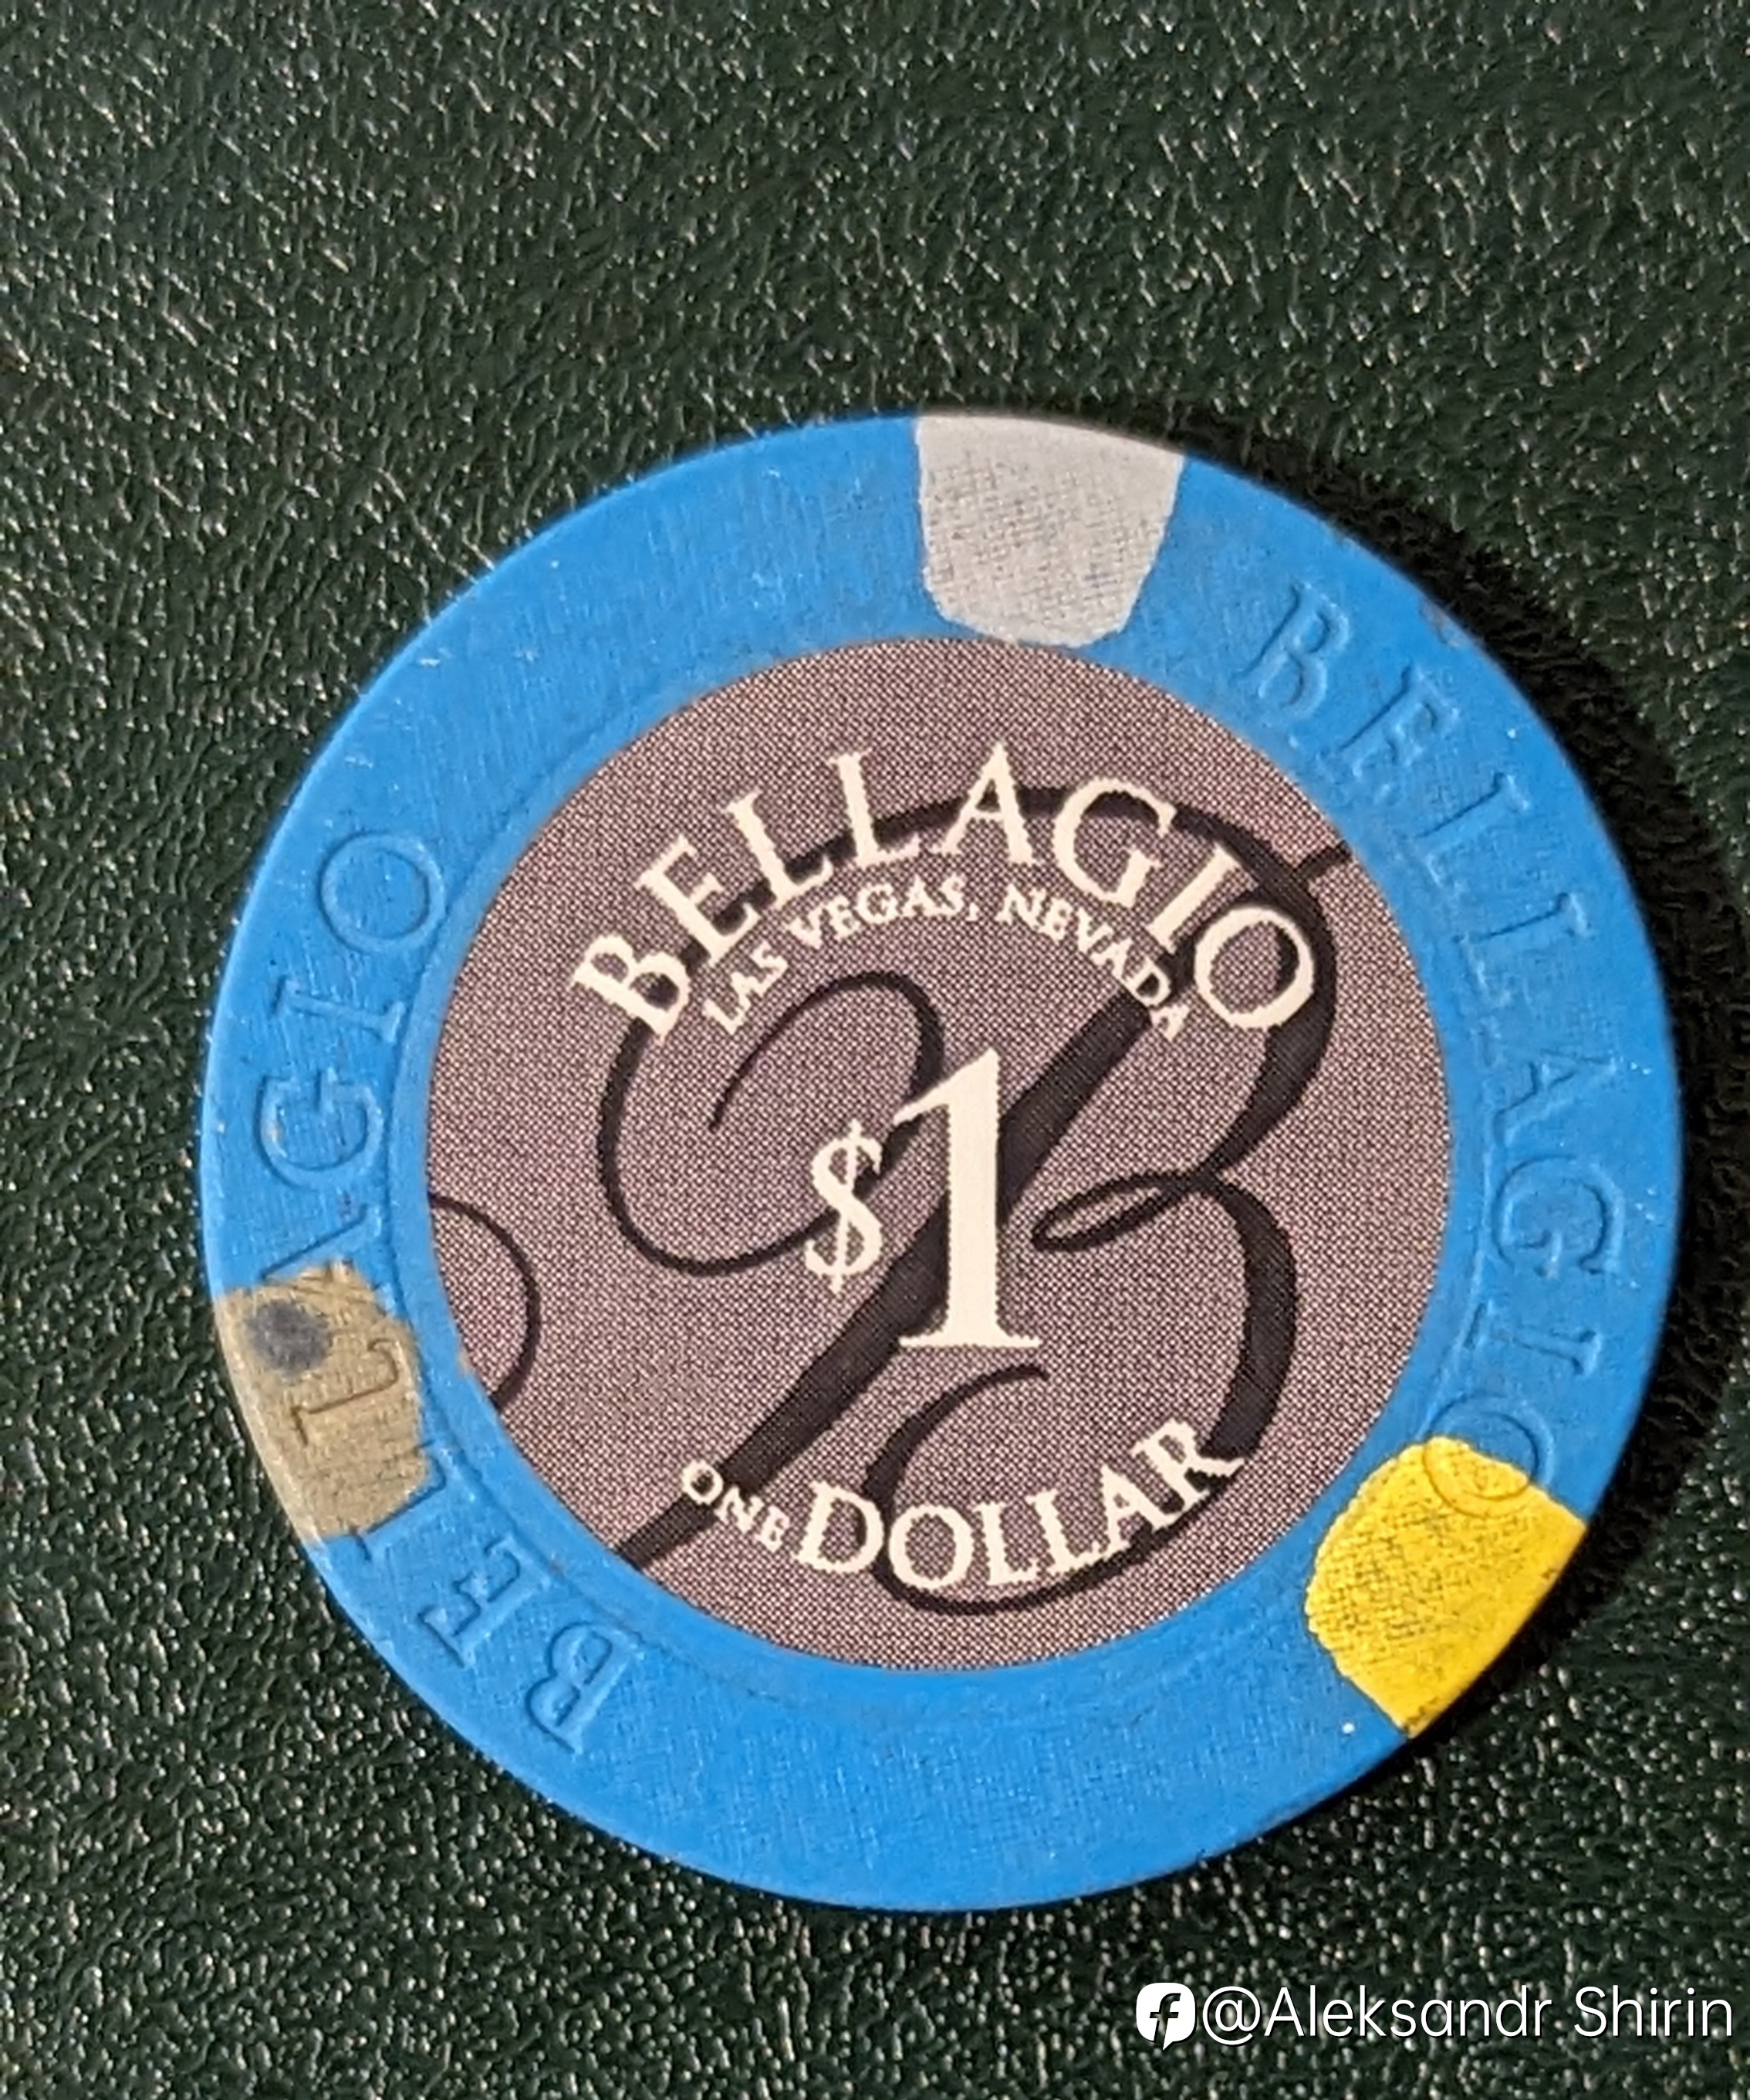 BELLAGIO
LAS VEGAS, NEVADA
$1
ONE DOLLAR
BELLAGIO
BELLAGIO
@Aleksandr Shirin